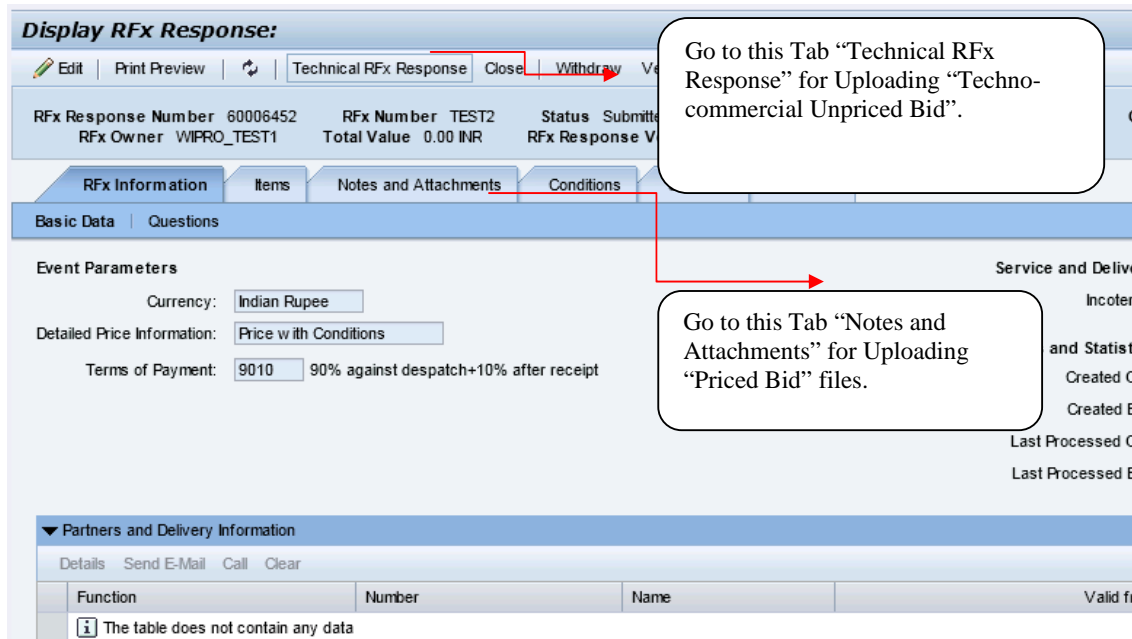 Display RFx Response:
Edit | Print Preview | Technical RFx Response Close | Withdraw
Go to this Tab “Technical RFx
Response” for Uploading “Techno-
commercial Unpriced Bid”.
RFx Response Number 60006452 RFx Number TEST2 Status
RFx Owner WIPRO_TEST1 Total Value 0.00 INR RFx Response
RFx Information Items Notes and Attachments Conditions
Basic Data | Questions
Event Parameters
Service and
Currency: Indian Rupee
Detailed Price Information: Price with Conditions
Terms of Payment: 9010 90% against despatch+10% after receipt
Go to this Tab “Notes and
Attachments” for Uploading
“Priced Bid” files.
and
Created
Created
Last Processed
Last Processed
Partners and Delivery Information
Details Send E-Mail Call Clear
Function Number Name Valid
The table does not contain any data